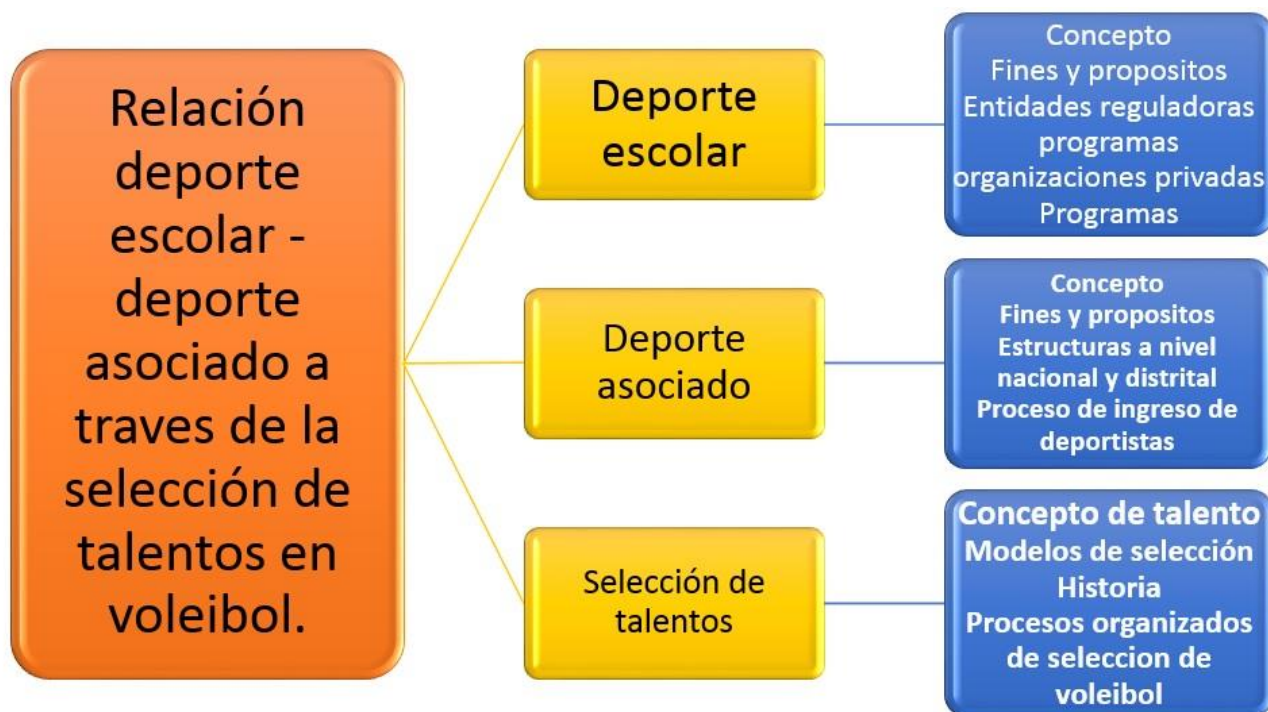 Relación
deporte
escolar -
deporte
asociado a
traves de la
selección de
talentos en
voleibol.
Deporte
escolar
Concepto
Fines y propositos
Entidades reguladoras
programas
organizaciones privadas
Programas
Deporte
asociado
Concepto
Fines y propositos
Estructuras a nivel
nacional y distrital
Proceso de ingreso de
deportistas
Selección de
talentos
Concepto de talento
Modelos de selección
Historia
Procesos organizados
de seleccion de
voleibol